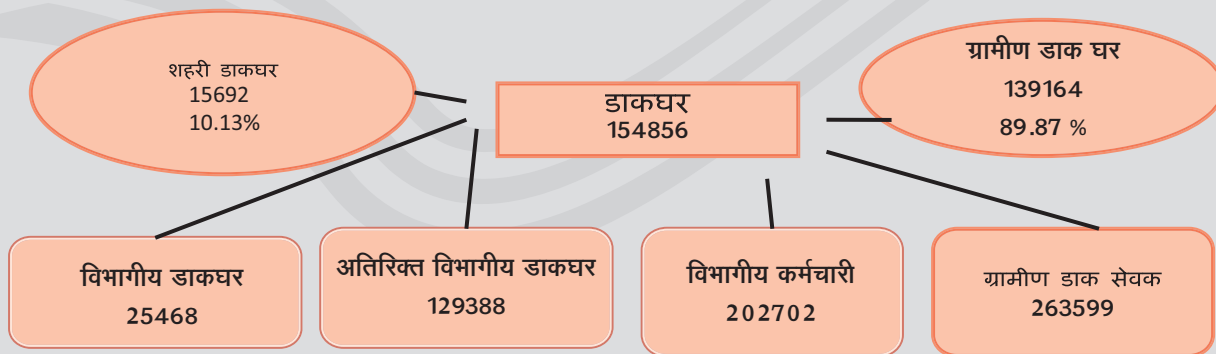 शहरी डाकघर
15692
10.13%
डाकघर
154856
ग्रामीण डाक घर
139164
89.87 %
विभागीय डाकघर
25468
अतिरिक्त विभागीय डाकघर
129388
विभागीय कर्मचारी
202702
ग्रामीण डाक सेवक
263599